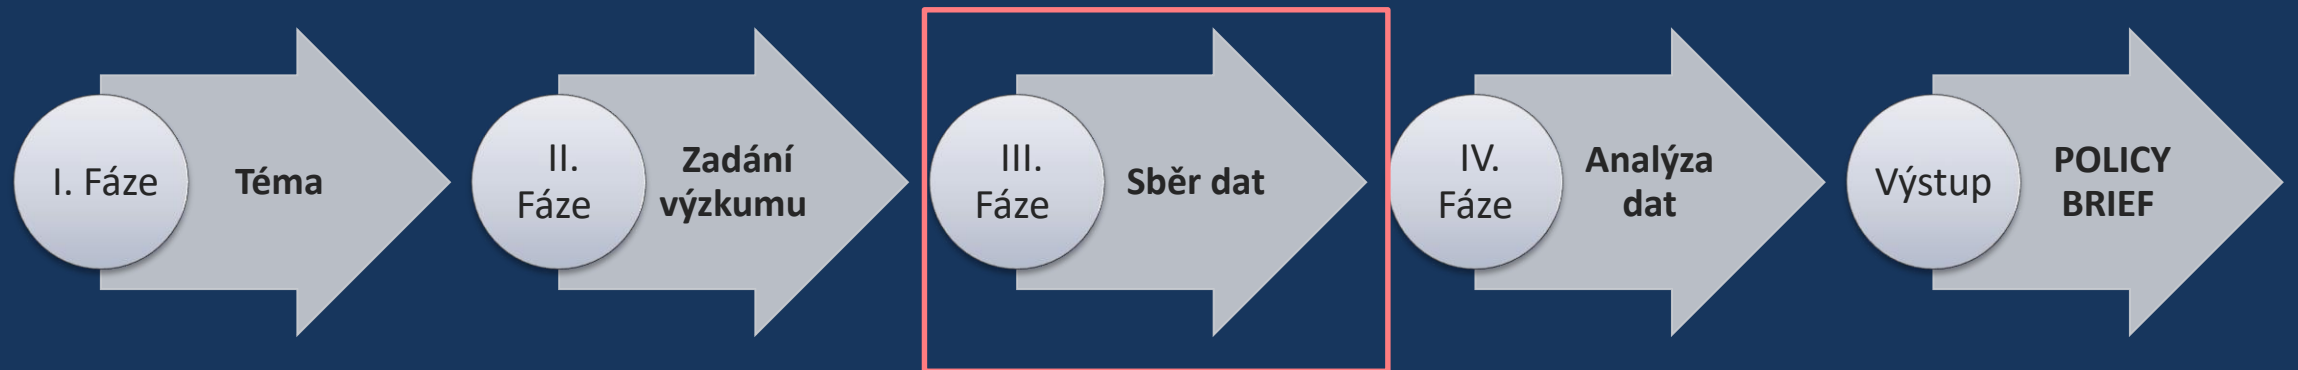 I. Fáze
Téma
II.
Fáze
Zadání
výzkumu
III.
Fáze
Sběr dat
IV.
Fáze
Analýza
dat
Výstup
POLICY
BRIEF